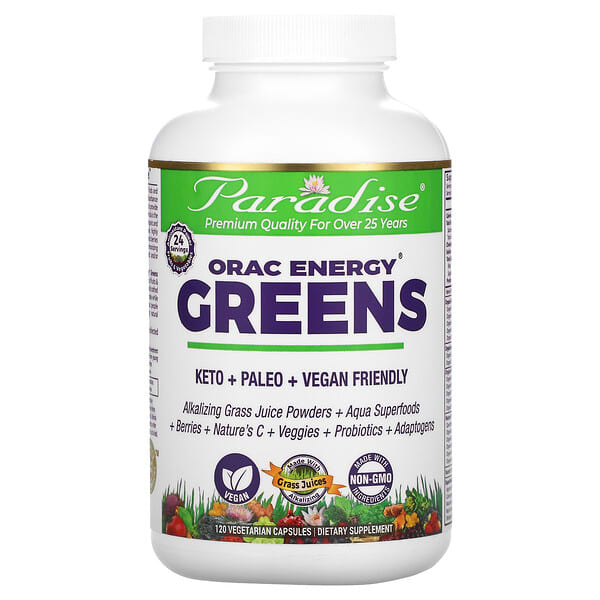 Paradise®
Premium Quality For Over 25 Years
24
Servings
ORAC ENERGY®
GREENS
KETO + PALEO + VEGAN FRIENDLY
Alkalizing Grass Juice Powders + Aqua Superfoods
+ Berries + Nature's C + Veggies + Probiotics + Adaptogens
VEGAN
Made With
Grass Juices
Alkalizing
MADE WITH
NON-GMO
INGREDIENTS
120 VEGETARIAN CAPSULES | DIETARY SUPPLEMENT